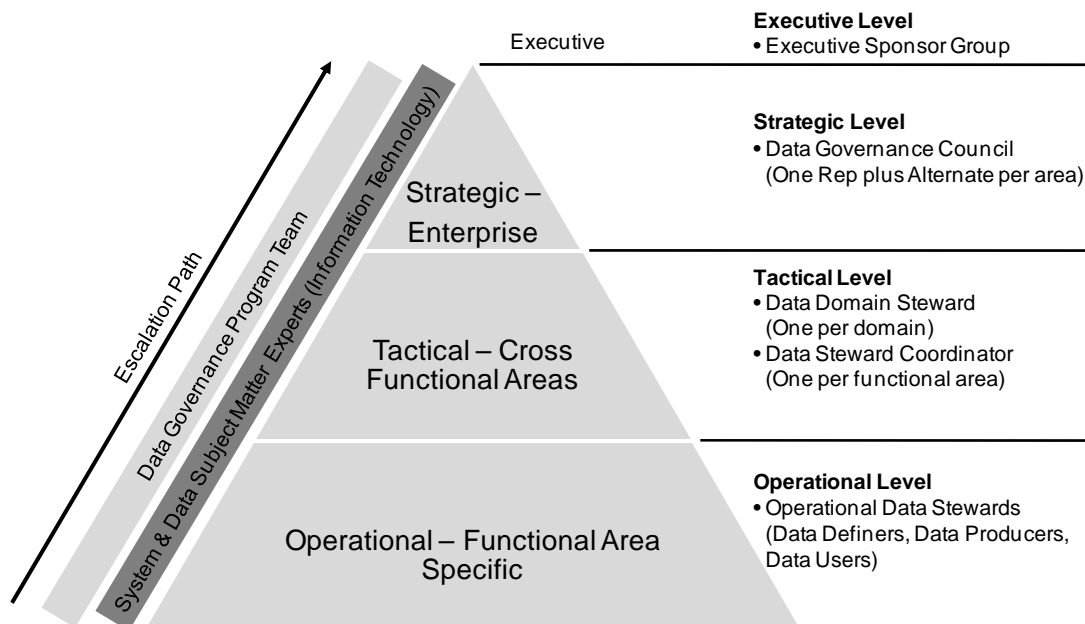 Executive
Executive Level
• Executive Sponsor Group
Escalation Path
Data Governance Program Team
System & Data Subject Matter Experts (Information Technology)
Strategic –
Enterprise
Strategic Level
• Data Governance Council
(One Rep plus Alternate per area)
Tactical – Cross
Functional Areas
Tactical Level
• Data Domain Steward
(One per domain)
• Data Steward Coordinator
(One per functional area)
Operational – Functional Area
Specific
Operational Level
• Operational Data Stewards
(Data Definers, Data Producers,
Data Users)